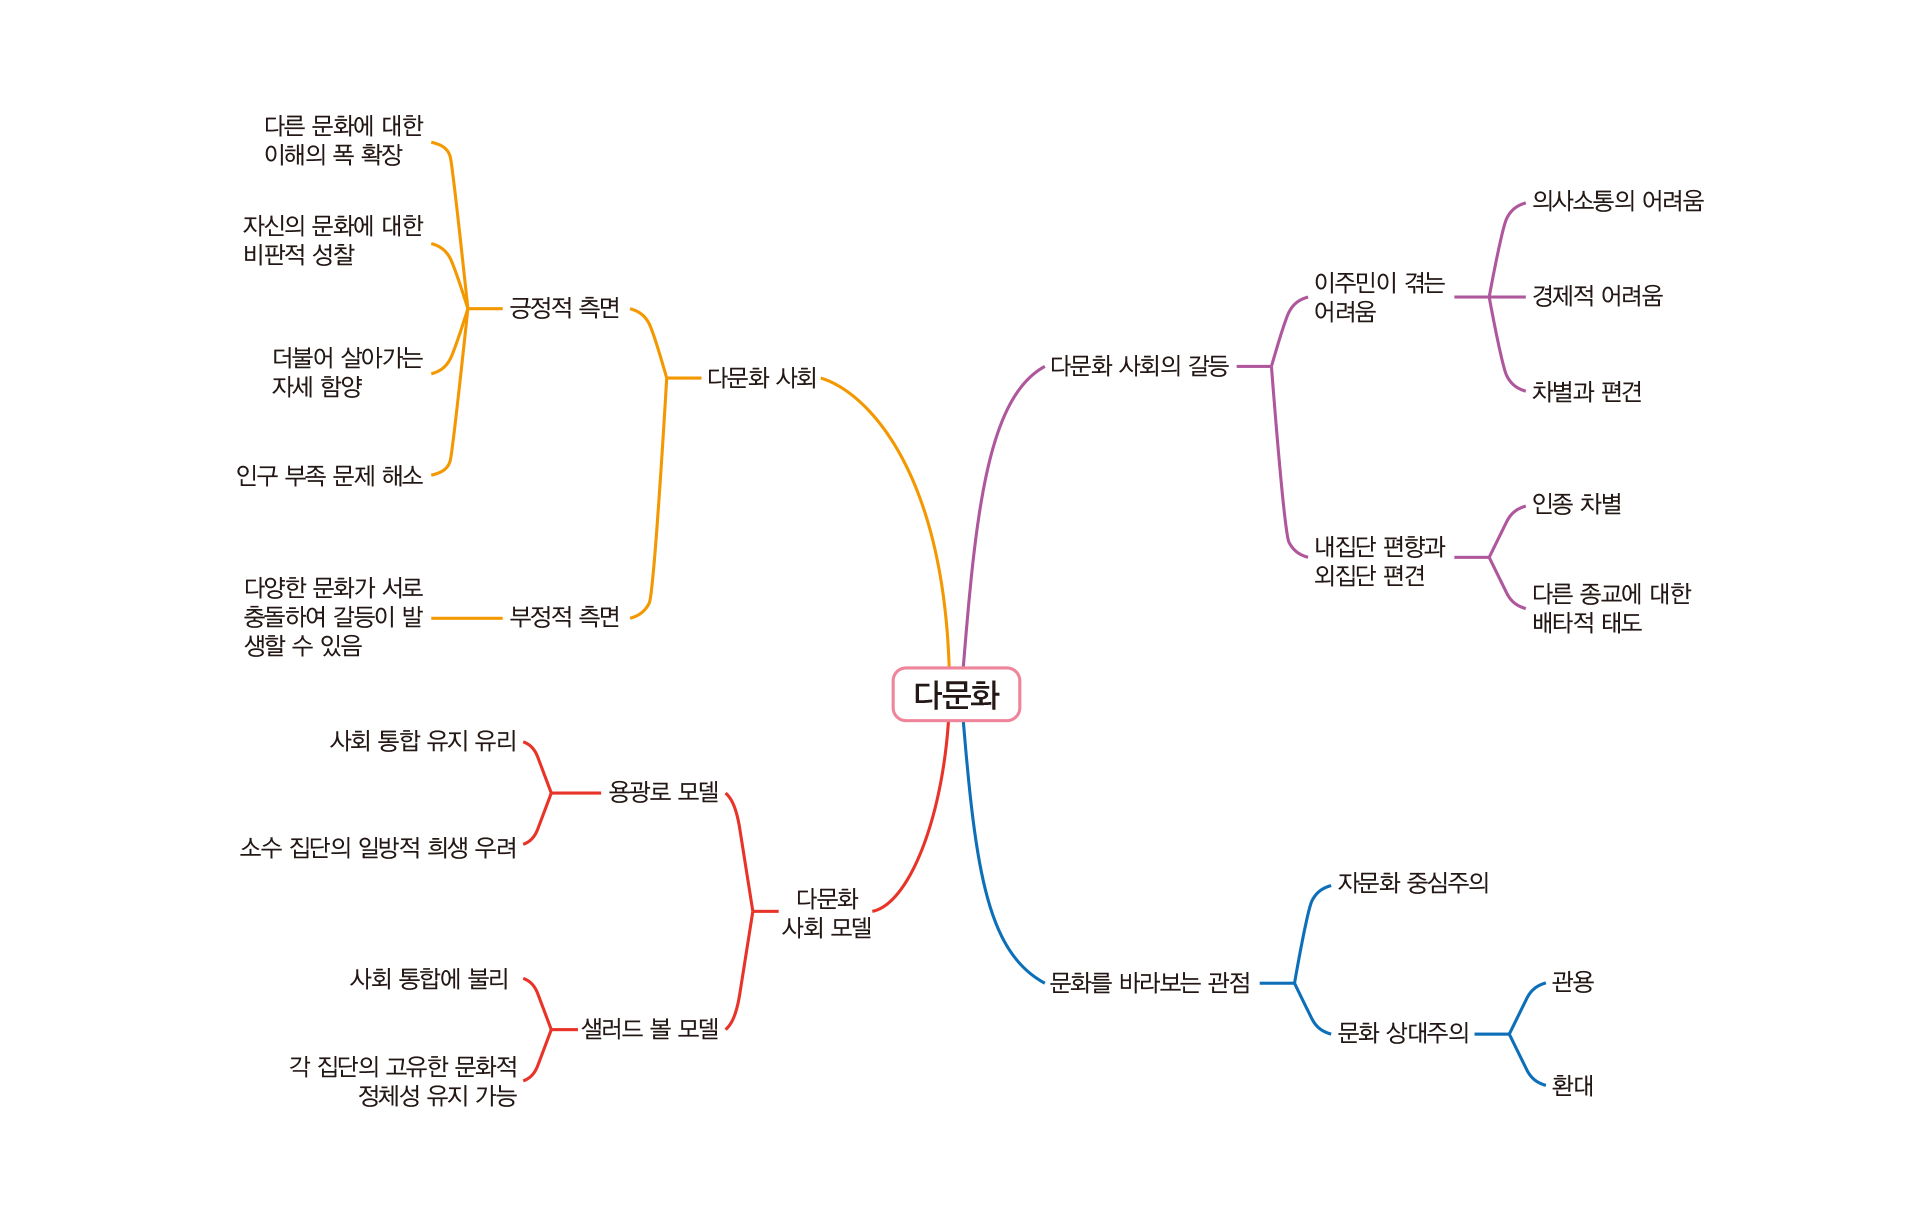 다문화
다문화 사회
긍정적 측면
다른 문화에 대한
이해의 폭 확장
자신의 문화에 대한
비판적 성찰
더불어 살아가는
자세 함양
인구 부족 문제 해소
부정적 측면
다양한 문화가 서로
충돌하여 갈등이 발
생할 수 있음
다문화 사회의 갈등
이주민이 겪는
어려움
의사소통의 어려움
경제적 어려움
차별과 편견
내집단 편향과
외집단 편견
인종 차별
다른 종교에 대한
배타적 태도
다문화
사회 모델
용광로 모델
사회 통합 유지 유리
소수 집단의 일방적 희생 우려
샐러드 볼 모델
사회 통합에 불리
각 집단의 고유한 문화적
정체성 유지 가능
문화를 바라보는 관점
자문화 중심주의
문화 상대주의
관용
환대